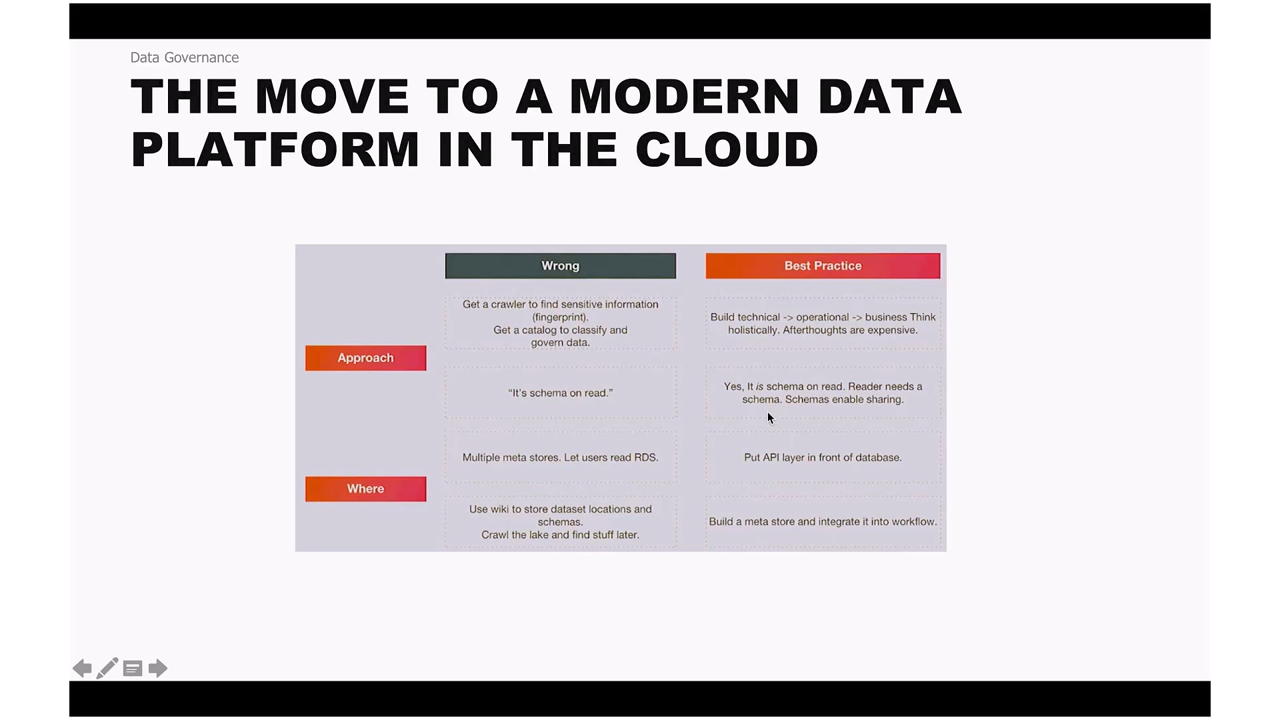 Data Governance
THE MOVE TO A MODERN DATA
PLATFORM IN THE CLOUD
Wrong
Best Practice
Approach
Get a crawler to find sensitive information
(fingerprint).
Get a catalog to classify and
govern data.
Build technical -> operational -> business Think
holistically. Afterthoughts are expensive.
“It’s schema on read.”
Yes, It is schema on read. Reader needs a
schema. Schemas enable sharing.
Where
Multiple meta stores. Let users read RDS.
Put API layer in front of database.
Use wiki to store dataset locations and
schemas.
Crawl the lake and find stuff later.
Build a meta store and integrate it into workflow.